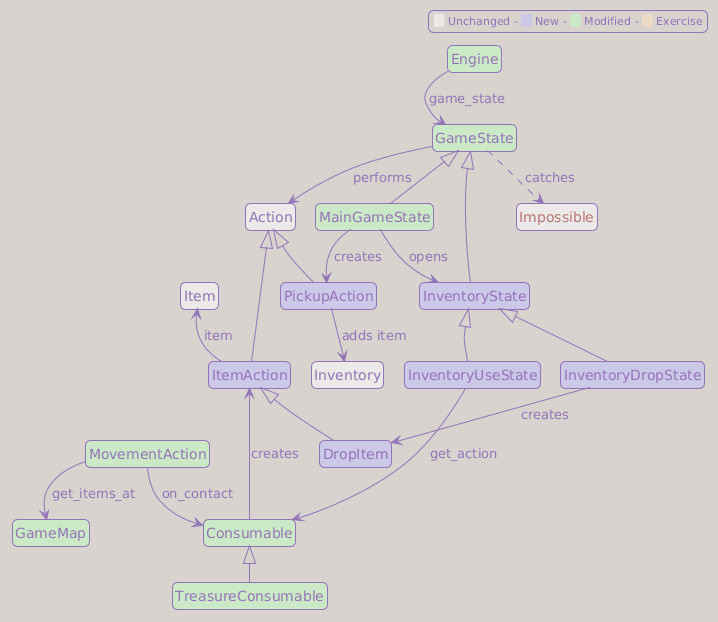 Unchanged - New - Modified - Exercise
Engine
game_state
GameState
performs
catches
Action
MainGameState
Impossible
creates
opens
Item
PickupAction
InventoryState
item
adds item
ItemAction
Inventory
InventoryUseState
InventoryDropState
creates
MovementAction
creates
DropItem
get_action
get_items_at
on_contact
GameMap
Consumable
TreasureConsumable